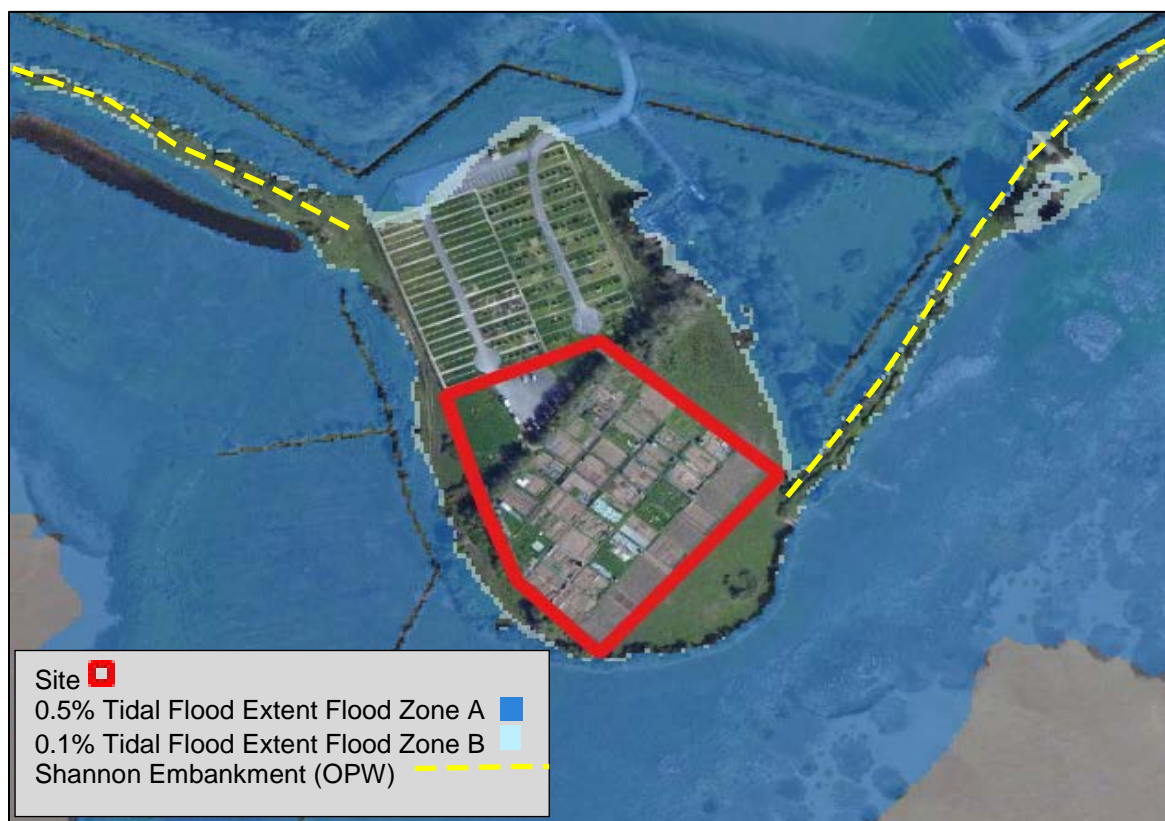 Site
0.5% Tidal Flood Extent Flood Zone A
0.1% Tidal Flood Extent Flood Zone B
Shannon Embankment (OPW)